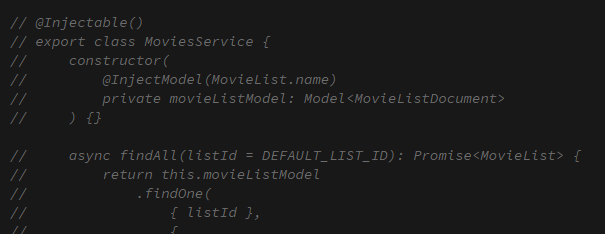 // @Injectable()
// export class MoviesService {
//     constructor(
//         @InjectModel(MovieList.name)
//         private movieListModel: Model<MovieListDocument>
//     ) {}
//     async findAll(listId = DEFAULT_LIST_ID): Promise<MovieList> {
//         return this.movieListModel
//             .findOne(
//                 { listId },
//                 {